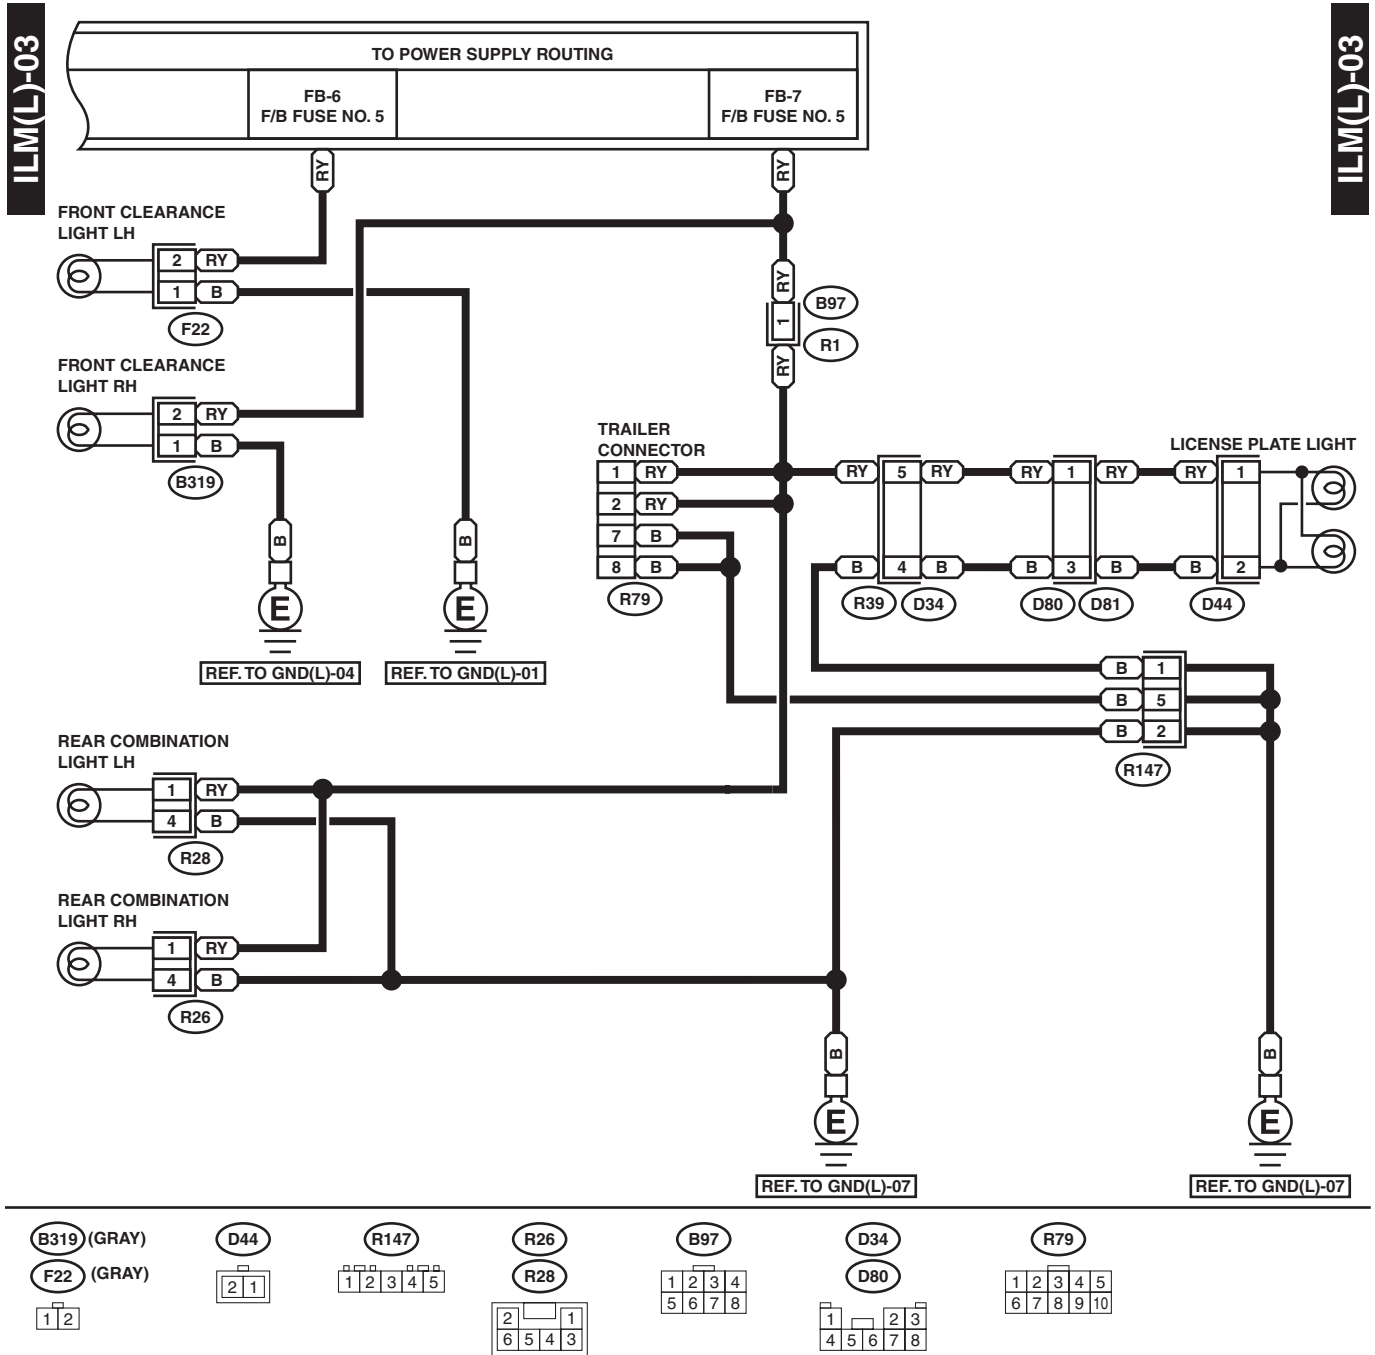 ILM(L)-03
ILM(L)-03
TO POWER SUPPLY ROUTING
FB-6
F/B FUSE NO. 5
FB-7
F/B FUSE NO. 5
RY
RY
FRONT CLEARANCE
LIGHT LH
2 RY
1 B
F22
RY
1
B97
R1
RY
FRONT CLEARANCE
LIGHT RH
2 RY
1 B
B319
B
B
E
E
REF. TO GND(L)-04
REF. TO GND(L)-01
TRAILER
CONNECTOR
1 RY
2 RY
7 B
8 B
R79
LICENSE PLATE LIGHT
RY 5 RY RY 1 RY RY 1
B 4 B B 3 B B 2
R39 D34 D80 D81 D44
B 1
B 5
B 2
R147
REAR COMBINATION
LIGHT LH
1 RY
4 B
R28
REAR COMBINATION
LIGHT RH
1 RY
4 B
R26
B
B
E
E
REF. TO GND(L)-07
REF. TO GND(L)-07
B319 (GRAY)
F22 (GRAY)
1 2
D44
2 1
R147
1 2 3 4 5
R26
R28
2 1
6 5 4 3
B97
1 2 3 4
5 6 7 8
D34
D80
1 2 3
4 5 6 7 8
R79
1 2 3 4 5
6 7 8 9 10